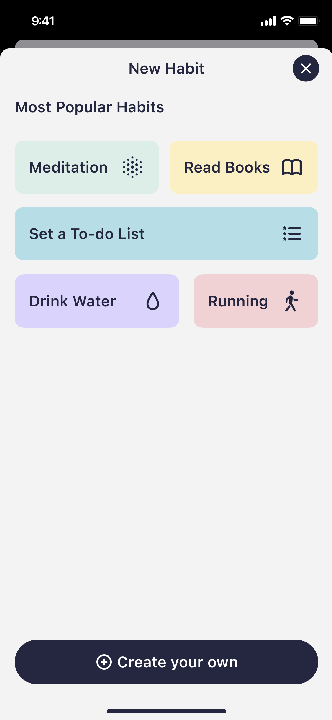 9:41
New Habit
Most Popular Habits
Meditation
Read Books
Set a To-do List
Drink Water
Running
Create your own